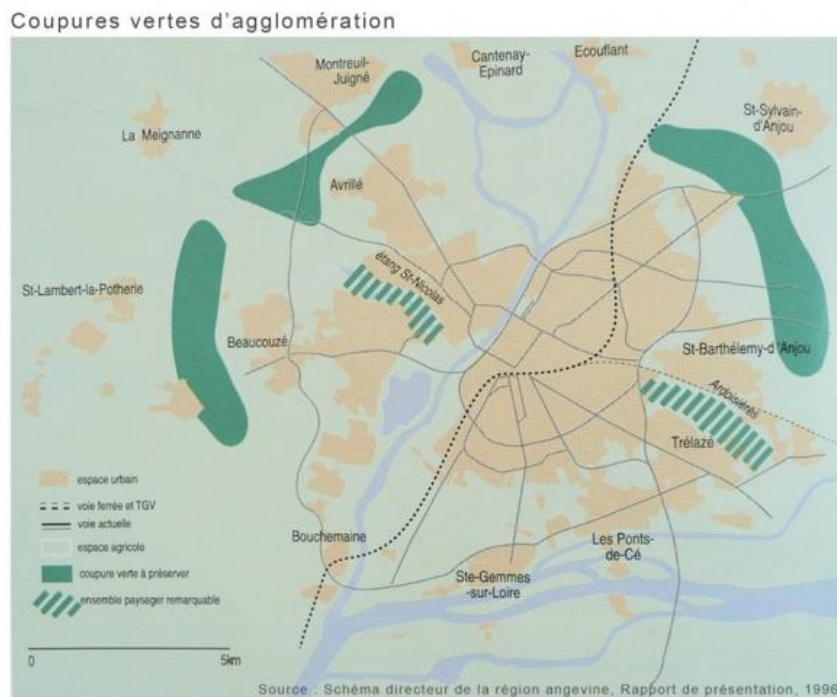 Coupures vertes d'agglomération
Montreuil-
Juigné
Cantenay-
Epinard
Ecouflant
St-Sylvain-
d'Anjou
La Meignanne
Avrillé
étang St-Nicolas
St-Lambert-la-Potherie
Beaucouzé
St-Barthélemy-d'Anjou
Ardoisières
Trélazé
espace urbain
voie ferrée et TGV
voie actuelle
espace agricole
coupure verte à préserver
ensemble paysager remarquable
Bouchemaine
Les Ponts-
de-Cé
Ste-Gemmes
-sur-Loire
0
5km
Source : Schéma directeur de la région angevine, Rapport de présentation, 1996